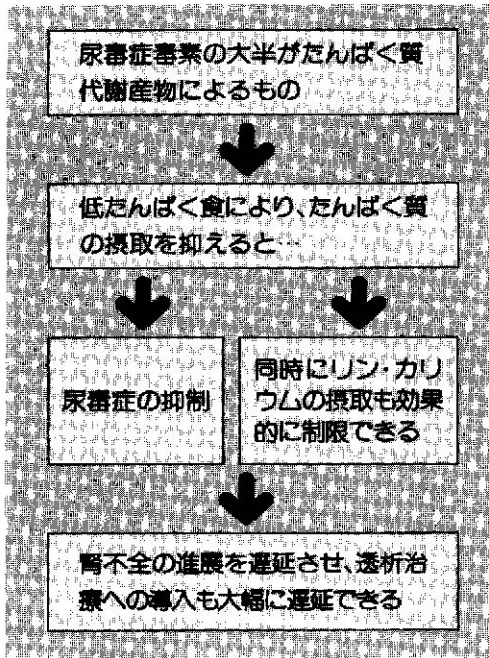 尿毒症毒素の大半がたんぱく質
代謝産物によるもの
低たんぱく食により、たんぱく質
の摂取を抑えると…
尿毒症の抑制
同時にリン・カリ
ウムの摂取も効果
的に制限できる
腎不全の進展を遅延させ、透析治
療への導入も大幅に遅延できる